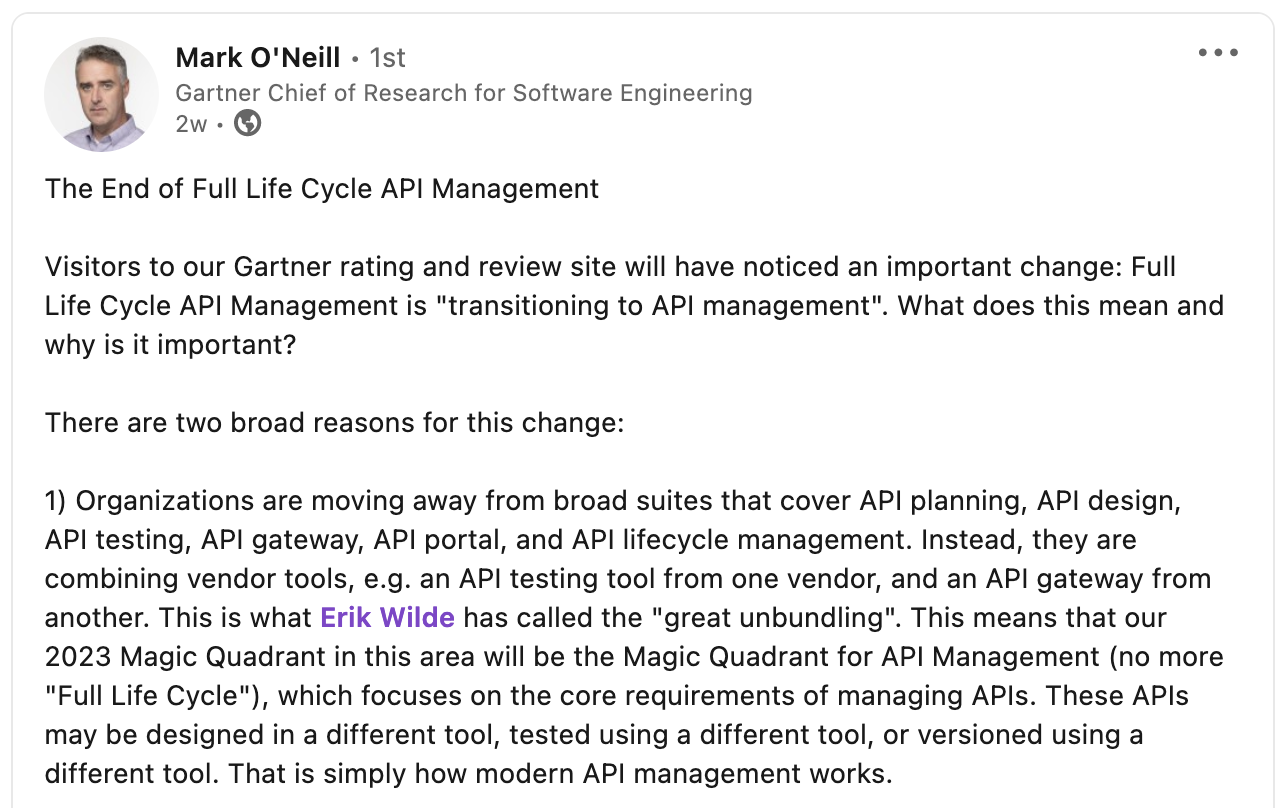 Mark O'Neill • 1st
Gartner Chief of Research for Software Engineering
2w •
The End of Full Life Cycle API Management
Visitors to our Gartner rating and review site will have noticed an important change: Full
Life Cycle API Management is "transitioning to API management". What does this mean and
why is it important?
There are two broad reasons for this change:
1) Organizations are moving away from broad suites that cover API planning, API design,
API testing, API gateway, API portal, and API lifecycle management. Instead, they are
combining vendor tools, e.g. an API testing tool from one vendor, and an API gateway from
another. This is what Erik Wilde has called the "great unbundling". This means that our
2023 Magic Quadrant in this area will be the Magic Quadrant for API Management (no more
"Full Life Cycle"), which focuses on the core requirements of managing APIs. These APIs
may be designed in a different tool, tested using a different tool, or versioned using a
different tool. That is simply how modern API management works.